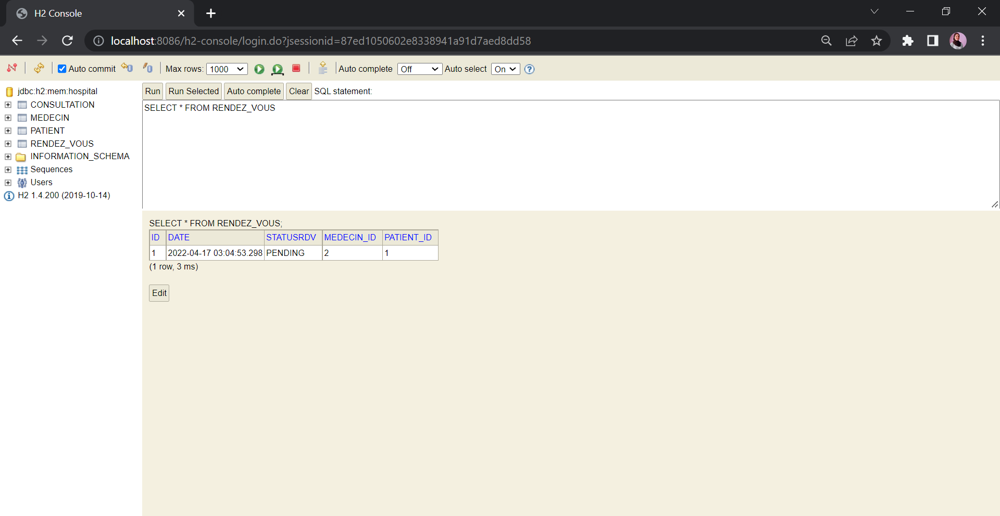 H2 Console
localhost:8086/h2-console/login.do?jsessionid=87ed1050602e8338941a91d7aed8dd58
Auto commit Max rows: 1000 Auto complete Off Auto select On
jdbc:h2:mem:hospital
CONSULTATION
MEDECIN
PATIENT
RENDEZ_VOUS
INFORMATION_SCHEMA
Sequences
Users
H2 1.4.200 (2019-10-14)
Run Run Selected Auto complete Clear SQL statement:
SELECT * FROM RENDEZ_VOUS
SELECT * FROM RENDEZ_VOUS;
ID DATE STATUSRDV MEDECIN_ID PATIENT_ID
1 2022-04-17 03:04:53.298 PENDING 2 1
(1 row, 3 ms)
Edit